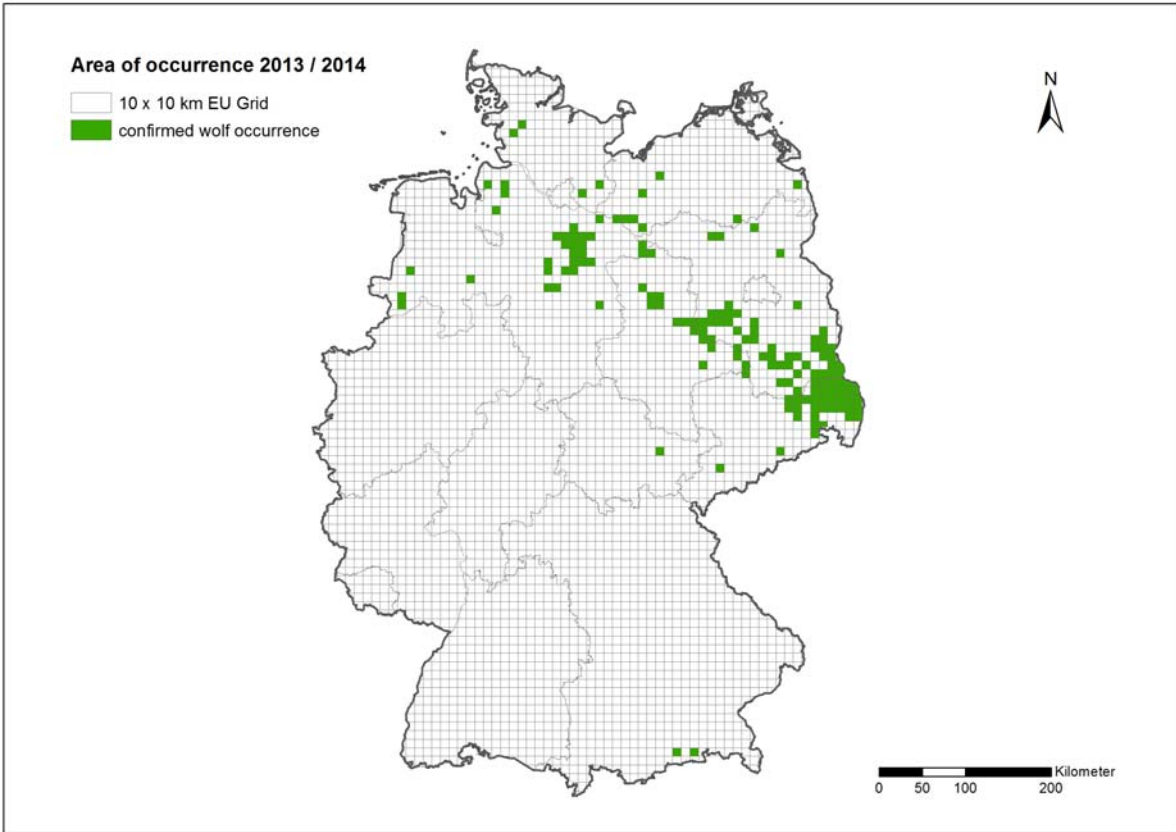 Area of occurrence 2013 / 2014
10 x 10 km EU Grid
confirmed wolf occurrence
N
Kilometer
0 50 100 200